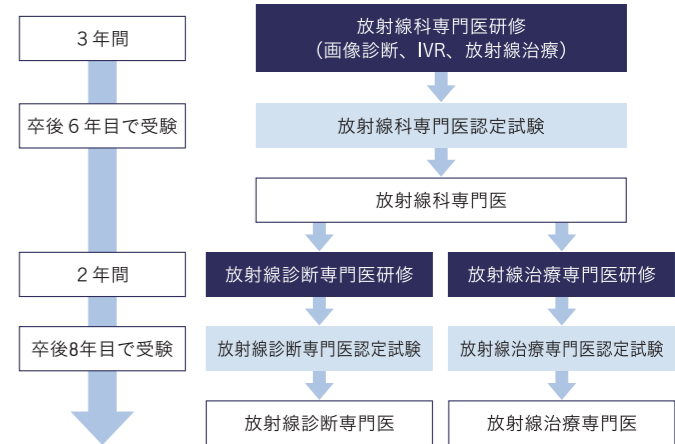 3年間
放射線科専門医研修
（画像診断、IVR、放射線治療）
卒後6年目で受験
放射線科専門医認定試験
放射線科専門医
2年間
放射線診断専門医研修
放射線治療専門医研修
卒後8年目で受験
放射線診断専門医認定試験
放射線治療専門医認定試験
放射線診断専門医
放射線治療専門医